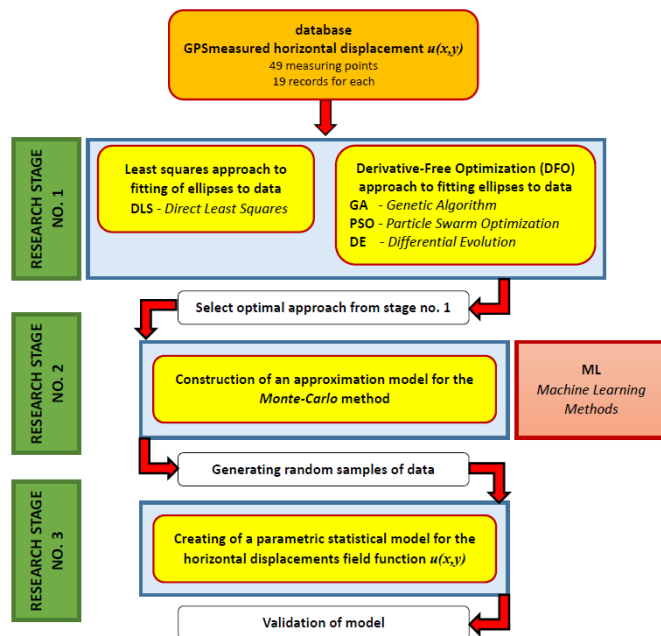 database
GPSmeasured horizontal displacement u(x,y)
49 measuring points
19 records for each
RESEARCH STAGE
NO. 1
Least squares approach to
fitting of ellipses to data
DLS - Direct Least Squares
Derivative-Free Optimization (DFO)
approach to fitting ellipses to data
GA - Genetic Algorithm
PSO - Particle Swarm Optimization
DE - Differential Evolution
Select optimal approach from stage no. 1
RESEARCH STAGE
NO. 2
Construction of an approximation model for the
Monte-Carlo method
ML
Machine Learning
Methods
Generating random samples of data
RESEARCH STAGE
NO. 3
Creating of a parametric statistical model for the
horizontal displacements field function u(x,y)
Validation of model